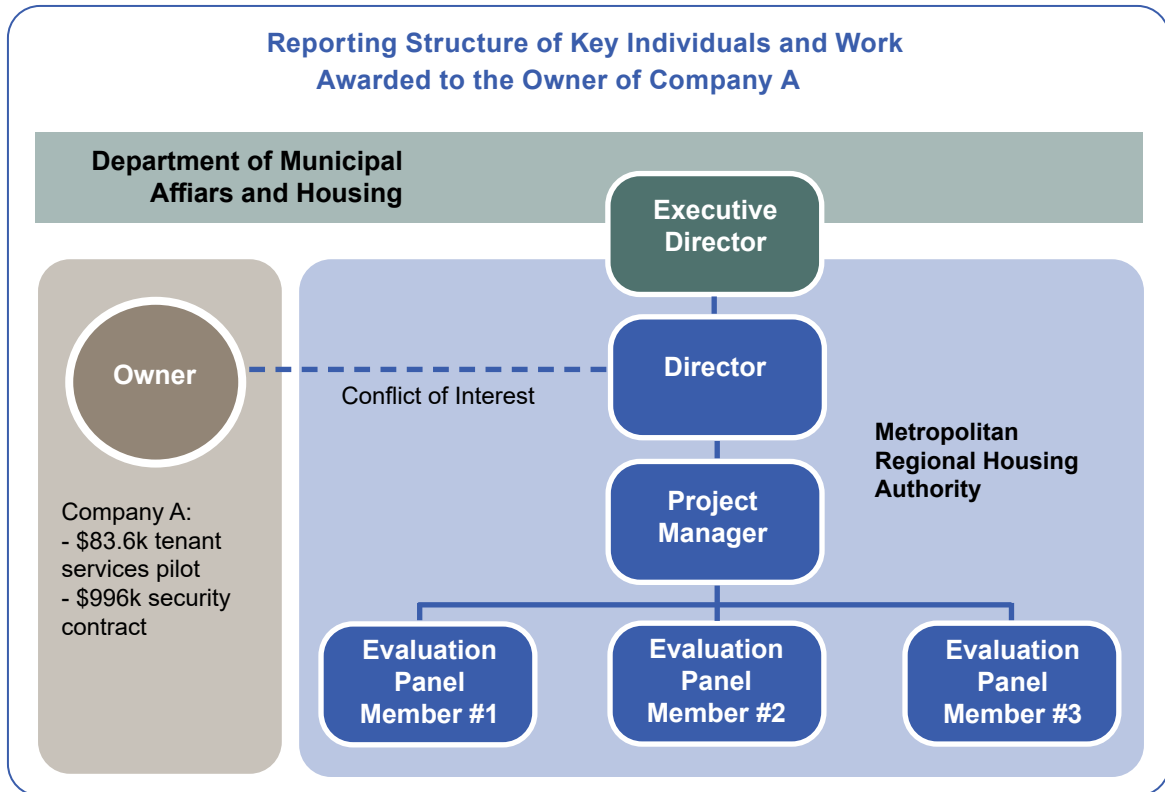 Reporting Structure of Key Individuals and Work
Awarded to the Owner of Company A
Department of Municipal
Affiars and Housing
Executive
Director
Owner
Conflict of Interest
Director
Metropolitan
Regional Housing
Authority
Project
Manager
Company A:
- $83.6k tenant
services pilot
- $996k security
contract
Evaluation
Panel
Member #1
Evaluation
Panel
Member #2
Evaluation
Panel
Member #3